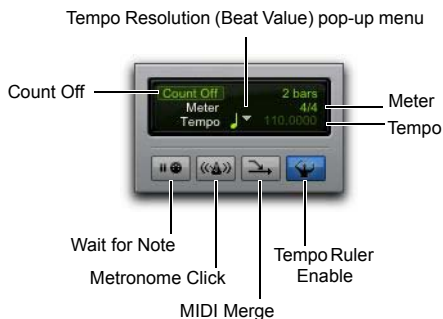 Tempo Resolution (Beat Value) pop-up menu
Count Off
Count Off 2 bars
Meter 4/4
Tempo 110.0000
Meter
Tempo
Wait for Note
Metronome Click
MIDI Merge
Tempo Ruler
Enable